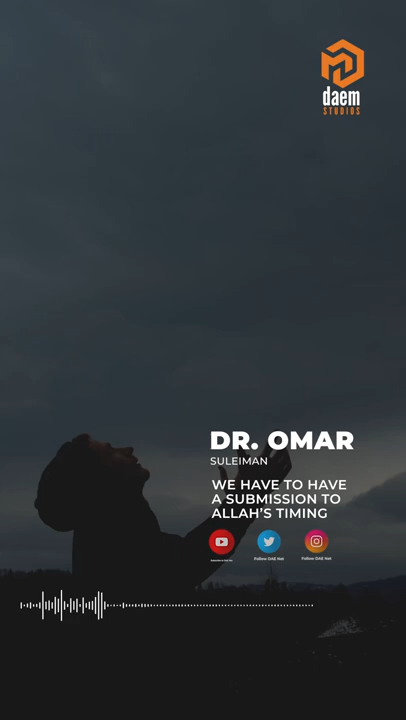 daem
STUDIOS
DR. OMAR
SULEIMAN
WE HAVE TO HAVE
A SUBMISSION TO
ALLAH'S TIMING
Follow DAE Net
Follow DAE Net